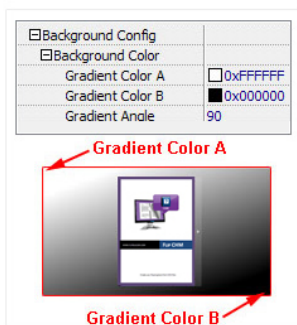 Background Config
Background Color
Gradient Color A 0xFFFFFF
Gradient Color B 0x000000
Gradient Angle 90
Gradient Color A
For CHM
Gradient Color B